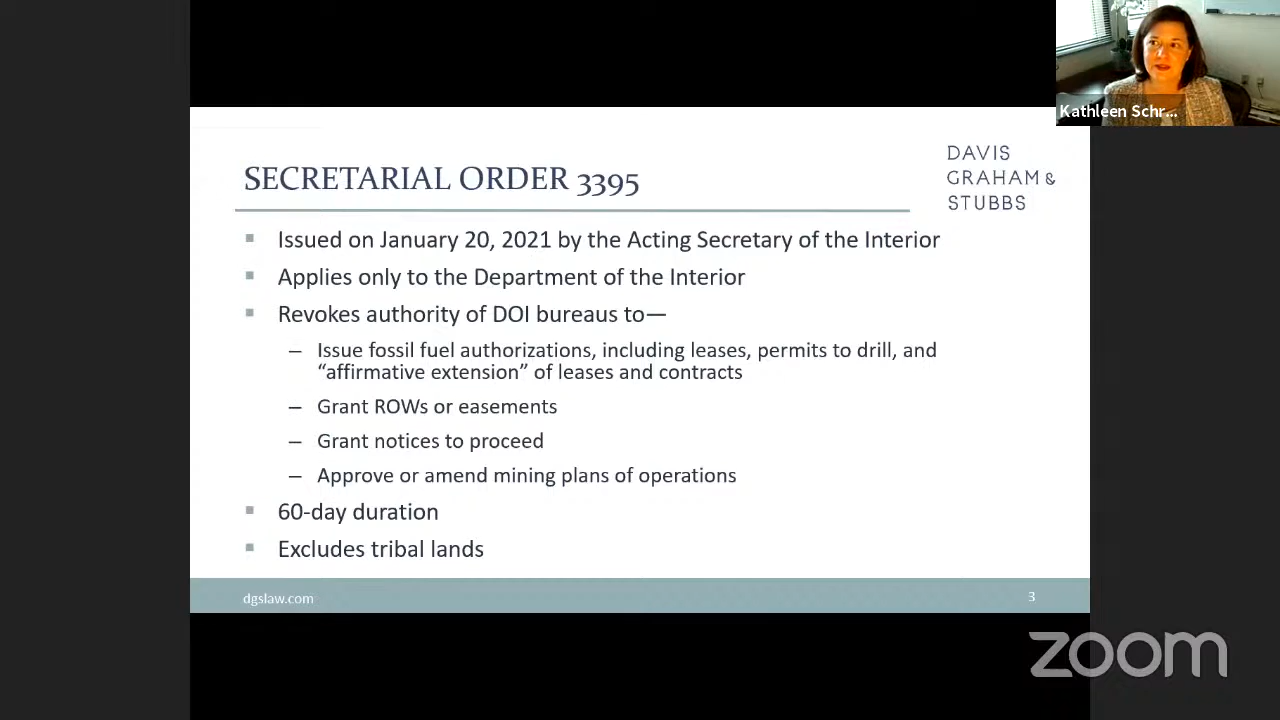 Kathleen Schr...
DAVIS
GRAHAM &
STUBBS
SECRETARIAL ORDER 3395
Issued on January 20, 2021 by the Acting Secretary of the Interior
Applies only to the Department of the Interior
Revokes authority of DOI bureaus to—
– Issue fossil fuel authorizations, including leases, permits to drill, and
“affirmative extension” of leases and contracts
– Grant ROWs or easements
– Grant notices to proceed
– Approve or amend mining plans of operations
60-day duration
Excludes tribal lands
dgslaw.com
3
zoom